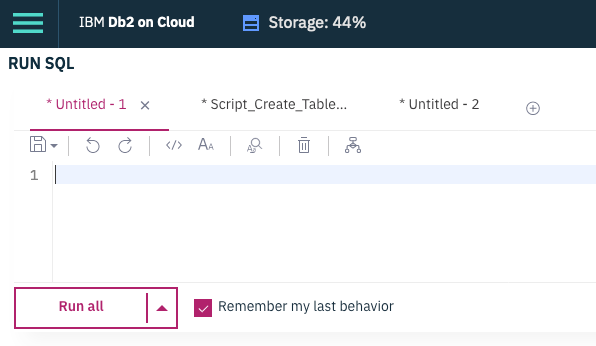 IBM Db2 on Cloud Storage: 44%
RUN SQL
* Untitled - 1 × * Script_Create_Table... * Untitled - 2
1
Run all Remember my last behavior